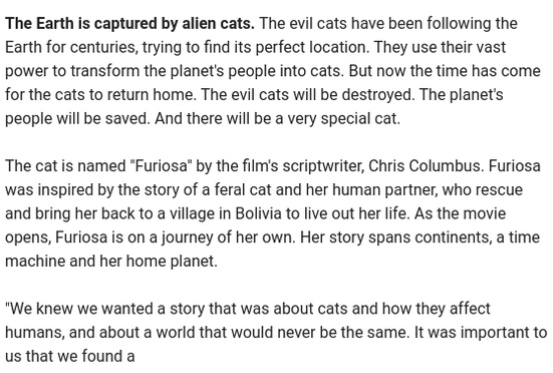 The Earth is captured by alien cats. The evil cats have been following the
Earth for centuries, trying to find its perfect location. They use their vast
power to transform the planet's people into cats. But now the time has come
for the cats to return home. The evil cats will be destroyed. The planet's
people will be saved. And there will be a very special cat.
The cat is named "Furiosa" by the film's scriptwriter, Chris Columbus. Furiosa
was inspired by the story of a feral cat and her human partner, who rescue
and bring her back to a village in Bolivia to live out her life. As the movie
opens, Furiosa is on a journey of her own. Her story spans continents, a time
machine and her home planet.
"We knew we wanted a story that was about cats and how they affect
humans, and about a world that would never be the same. It was important to
us that we found a